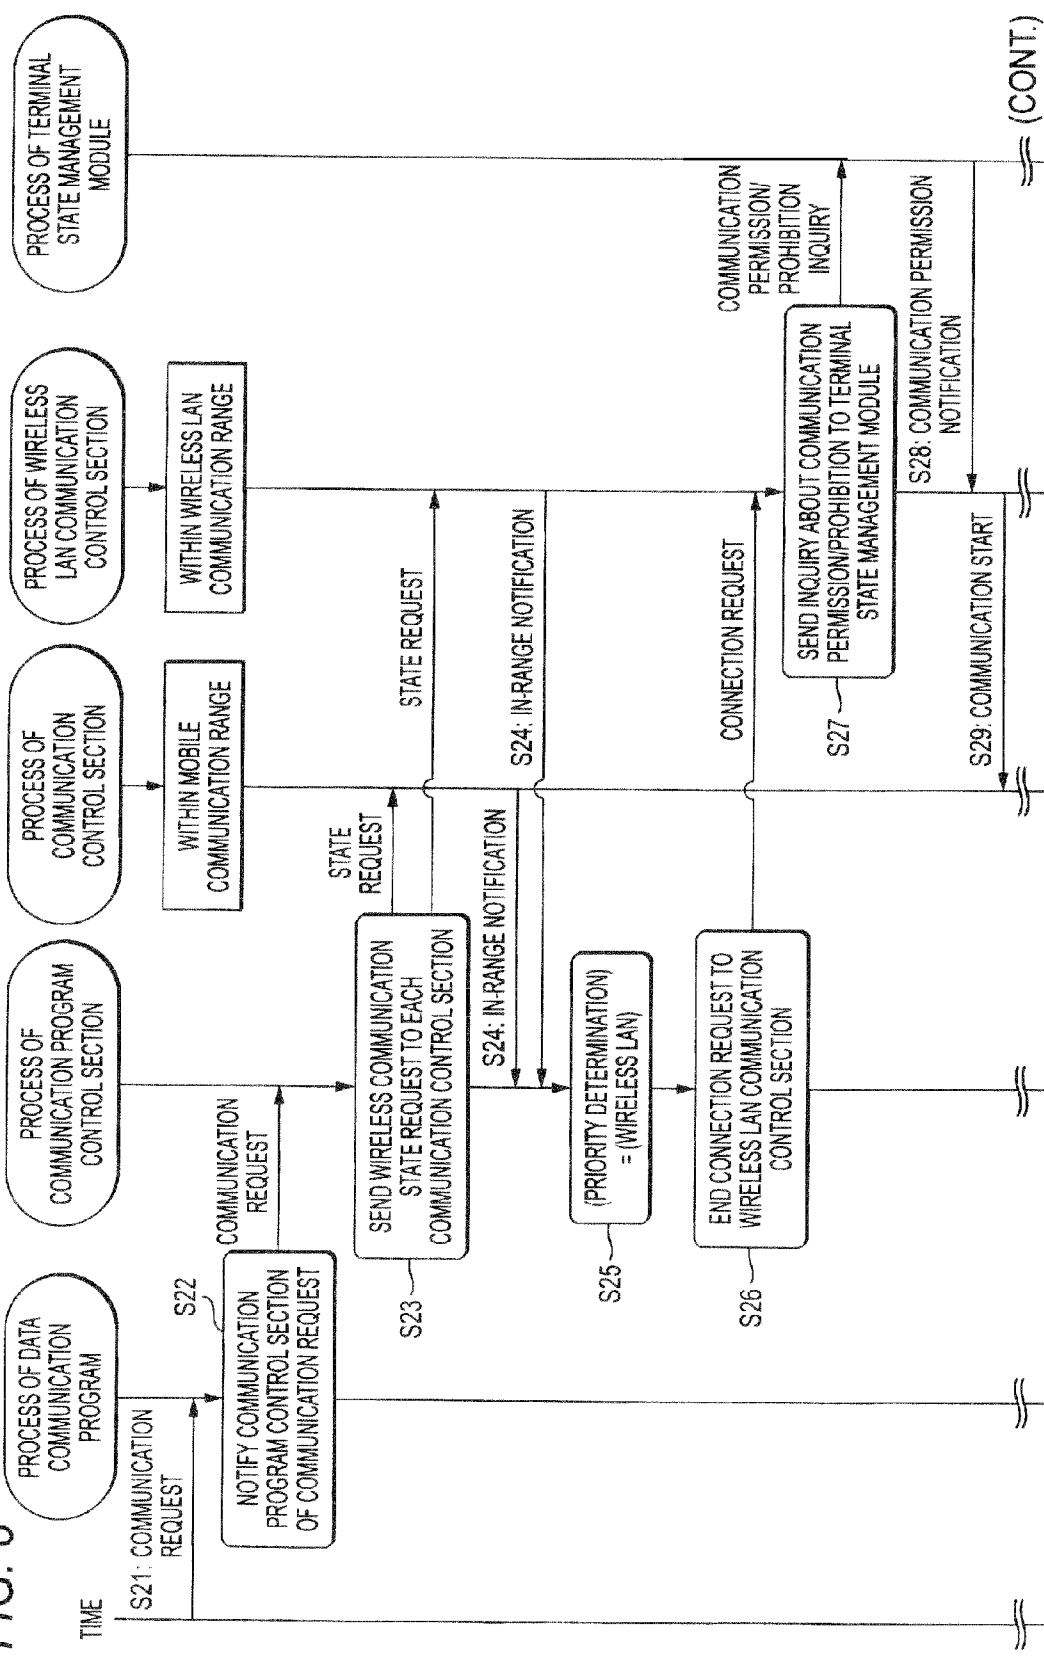 TIME
PROCESS OF DATA
COMMUNICATION
PROGRAM
PROCESS OF
COMMUNICATION PROGRAM
CONTROL SECTION
PROCESS OF
COMMUNICATION
CONTROL SECTION
PROCESS OF WIRELESS
LAN COMMUNICATION
CONTROL SECTION
PROCESS OF TERMINAL
STATE MANAGEMENT
MODULE
WITHIN MOBILE
COMMUNICATION RANGE
WITHIN WIRELESS LAN
COMMUNICATION RANGE
S21: COMMUNICATION
REQUEST
S22
NOTIFY COMMUNICATION
PROGRAM CONTROL SECTION
OF COMMUNICATION REQUEST
COMMUNICATION
REQUEST
S23
SEND WIRELESS COMMUNICATION
STATE REQUEST TO EACH
COMMUNICATION CONTROL SECTION
STATE
REQUEST
STATE REQUEST
S24: IN-RANGE NOTIFICATION
S24: IN-RANGE NOTIFICATION
S25
(PRIORITY DETERMINATION)
= (WIRELESS LAN)
S26
END CONNECTION REQUEST TO
WIRELESS LAN COMMUNICATION
CONTROL SECTION
CONNECTION REQUEST
S27
SEND INQUIRY ABOUT COMMUNICATION
PERMISSION/PROHIBITION TO TERMINAL
STATE MANAGEMENT MODULE
COMMUNICATION
PERMISSION/
PROHIBITION
INQUIRY
S28: COMMUNICATION PERMISSION
NOTIFICATION
S29: COMMUNICATION START
(CONT.)